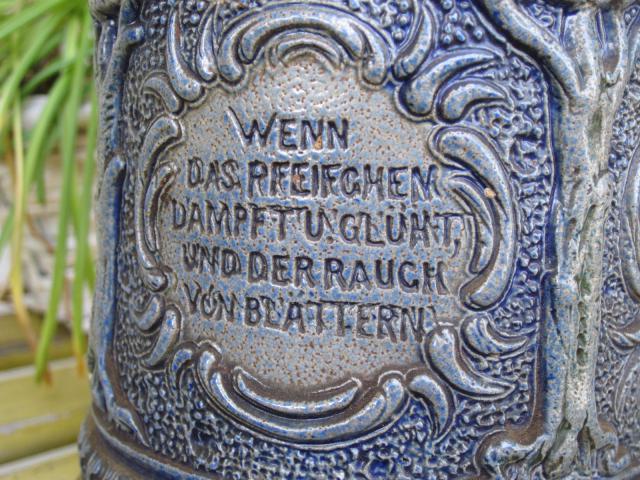 WENN
DAS PFEIFCHEN
DAMPFT U. GLÜHT,
UND DER RAUCH
VON BLÄTTERN